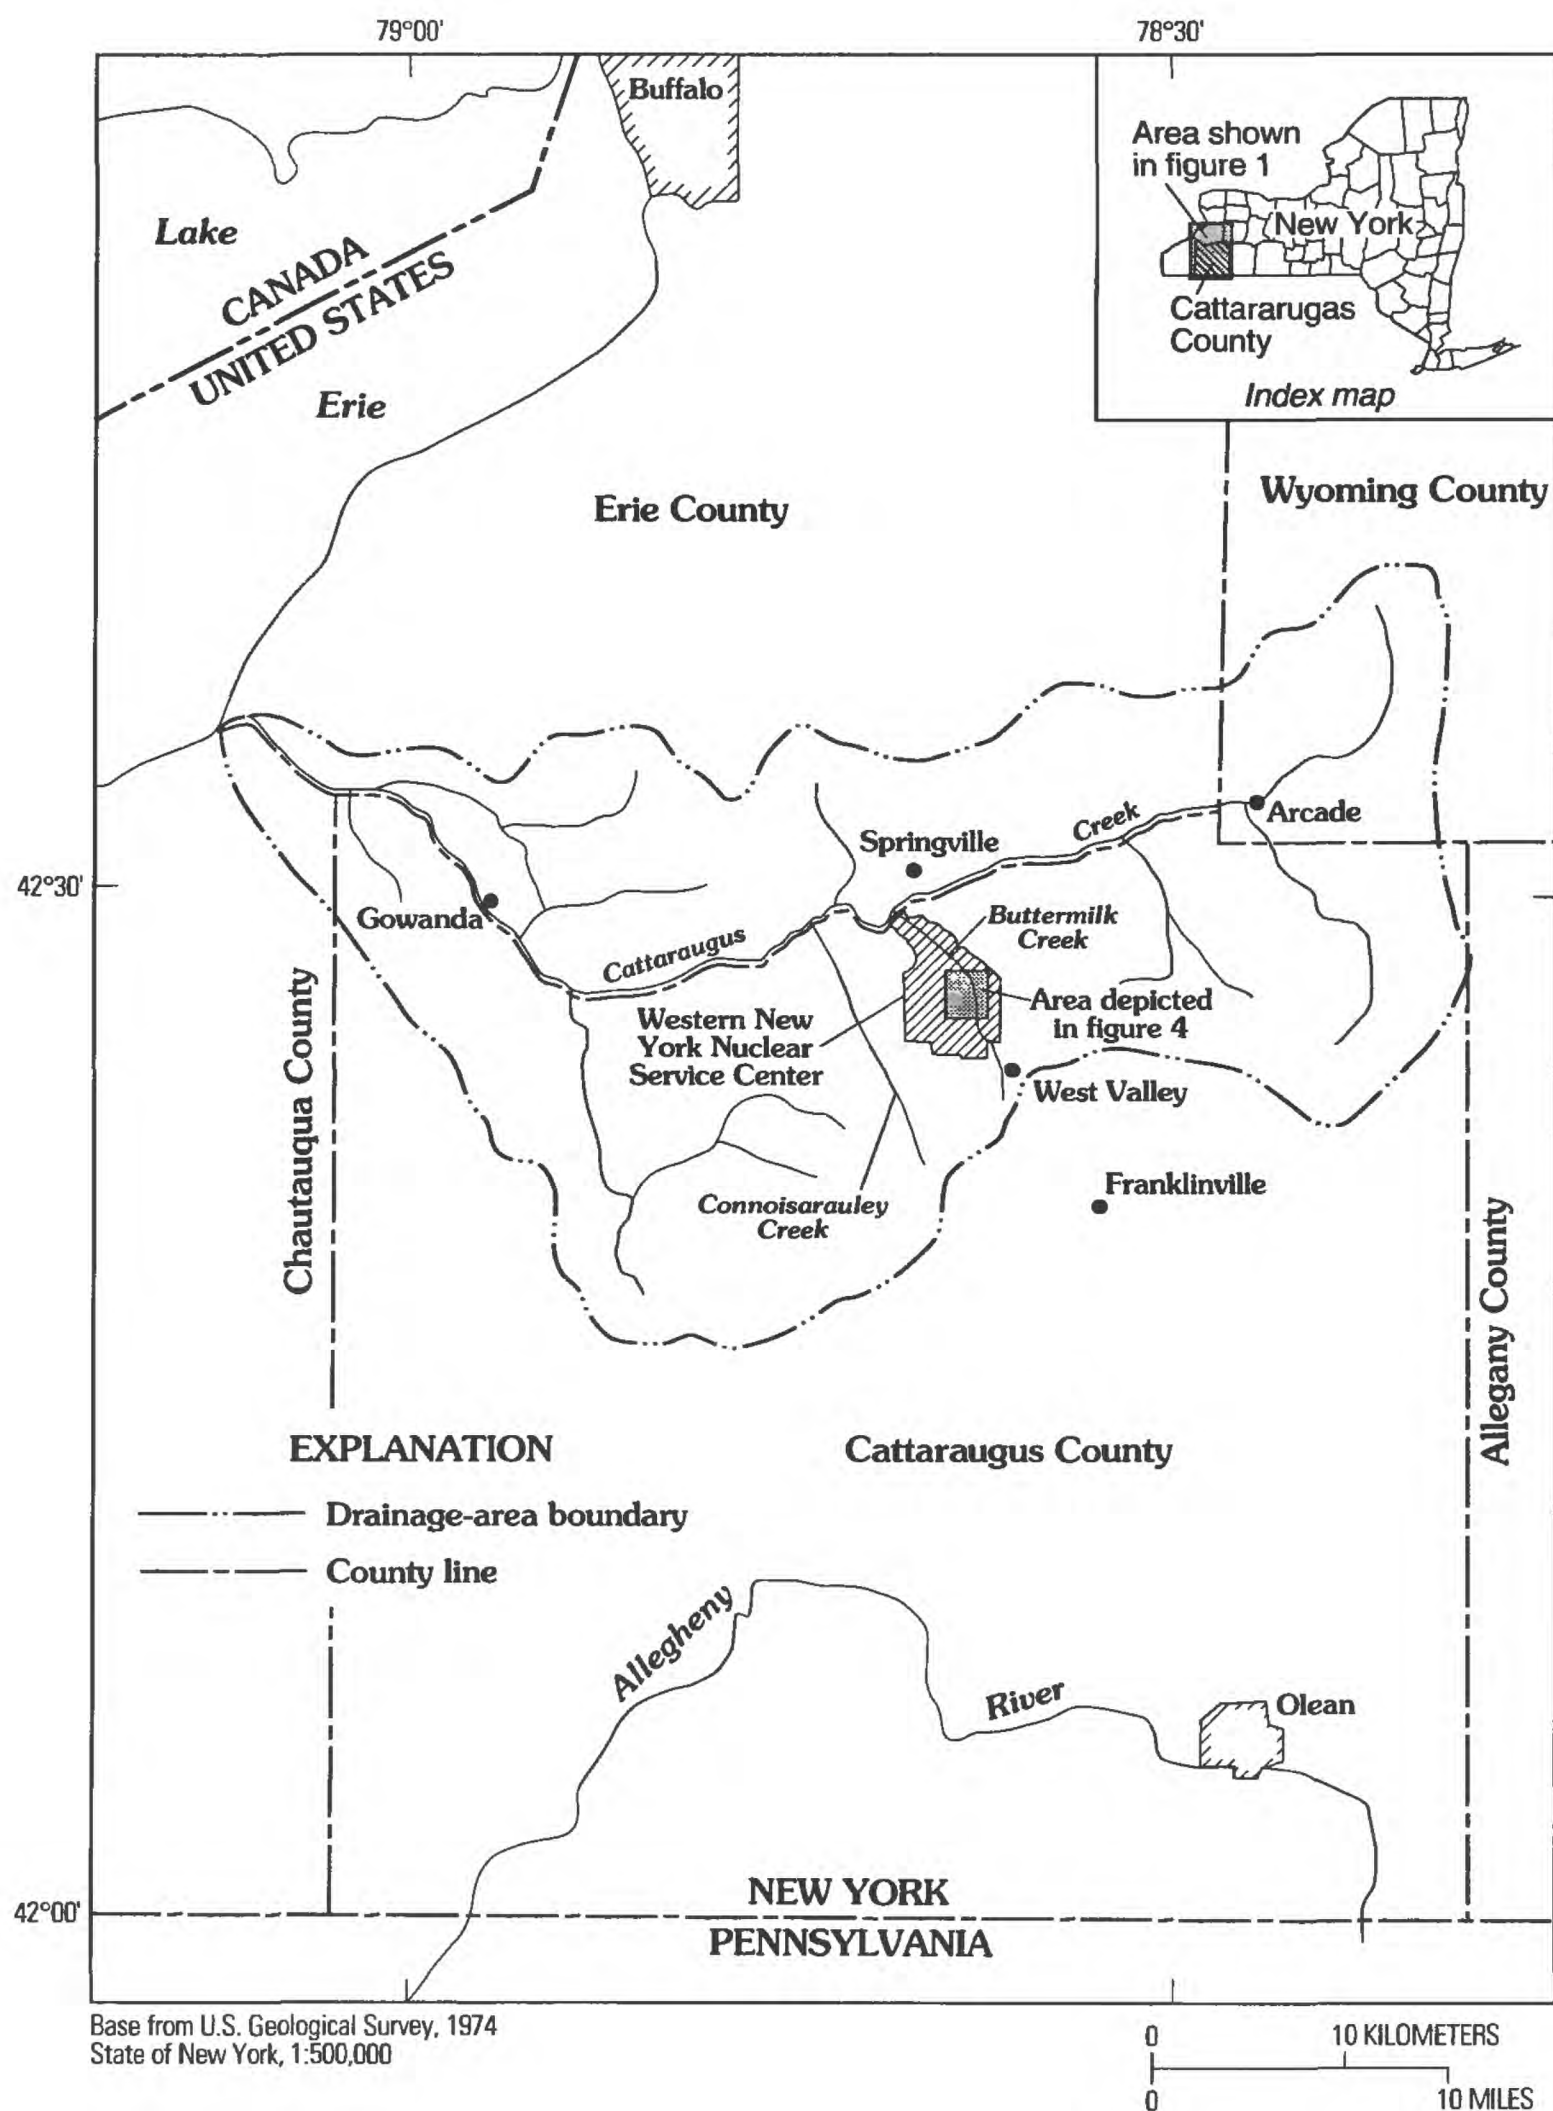 79°00'
78°30'
Buffalo
Area shown
in figure 1
New York
Cattararugas
County
Index map
Lake
CANADA
UNITED STATES
Erie
Erie County
Wyoming County
Arcade
Creek
Springville
42°30'
Gowanda
Buttermilk
Creek
Cattaraugus
Area depicted
in figure 4
Western New
York Nuclear
Service Center
West Valley
Chautauqua County
Franklinville
Connoisarauley
Creek
Allegany County
EXPLANATION
Cattaraugus County
Drainage-area boundary
County line
Allegheny
River
Olean
42°00'
NEW YORK
PENNSYLVANIA
Base from U.S. Geological Survey, 1974
State of New York, 1:500,000
0 10 KILOMETERS
0 10 MILES